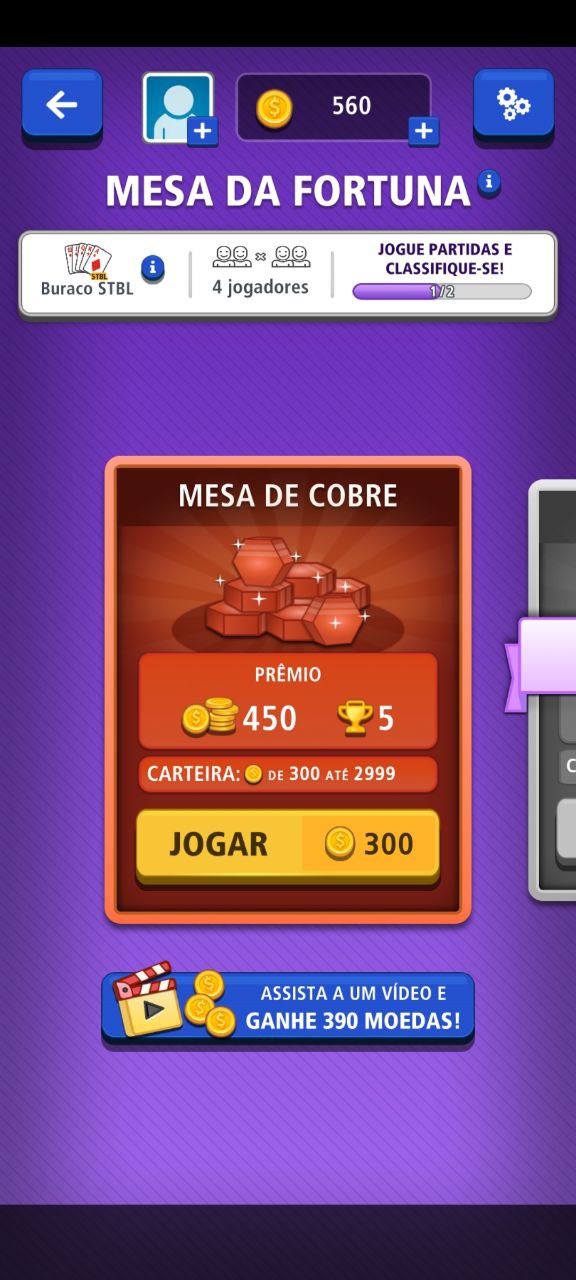 560
MESA DA FORTUNA
JOGUE PARTIDAS E
CLASSIFIQUE-SE!
STBL
Buraco STBL
4 jogadores
1/2
MESA DE COBRE
PRÊMIO
450 5
CARTEIRA: DE 300 ATÉ 2999
JOGAR 300
C
ASSISTA A UM VÍDEO E
GANHE 390 MOEDAS!